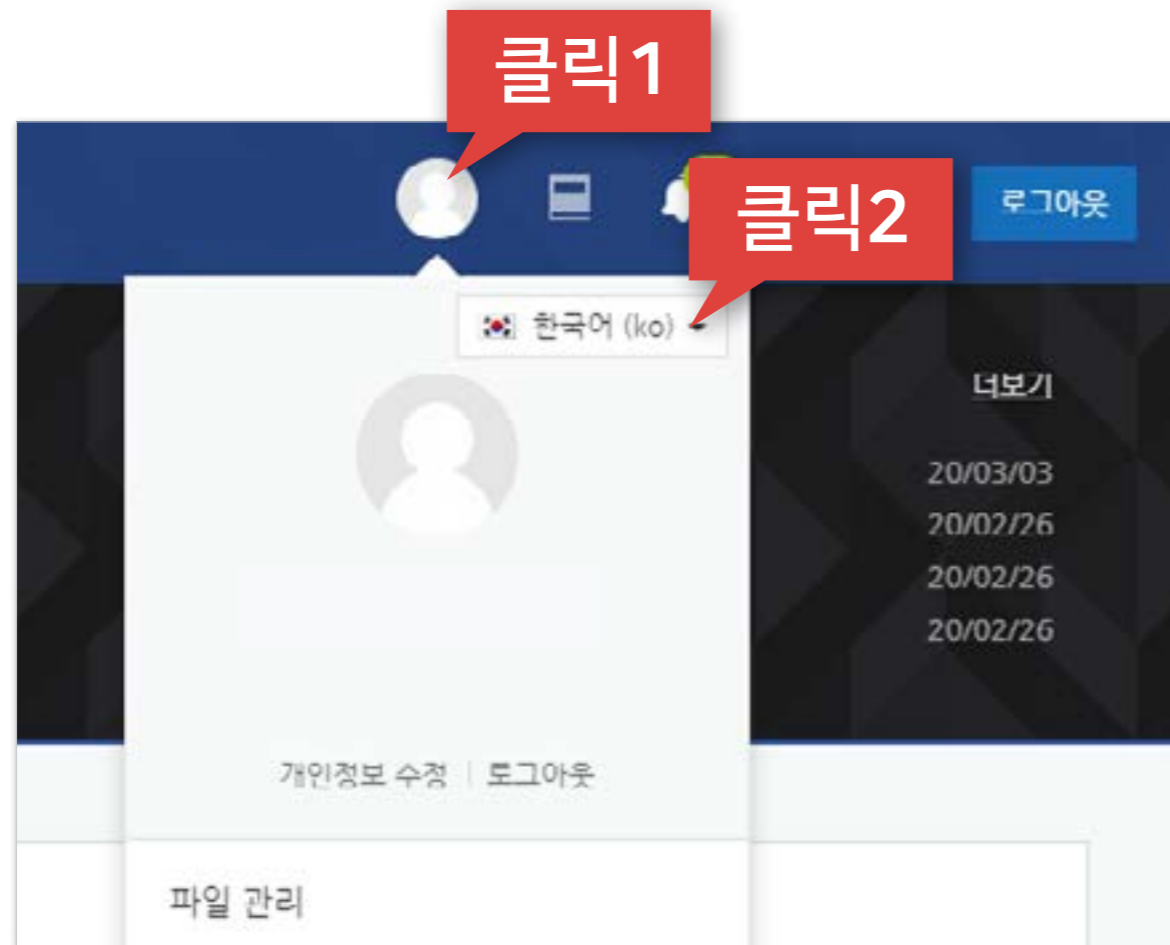 클릭1
클릭2
로그아웃
한국어 (ko)
더보기
20/03/03
20/02/26
20/02/26
20/02/26
개인정보 수정 | 로그아웃
파일 관리